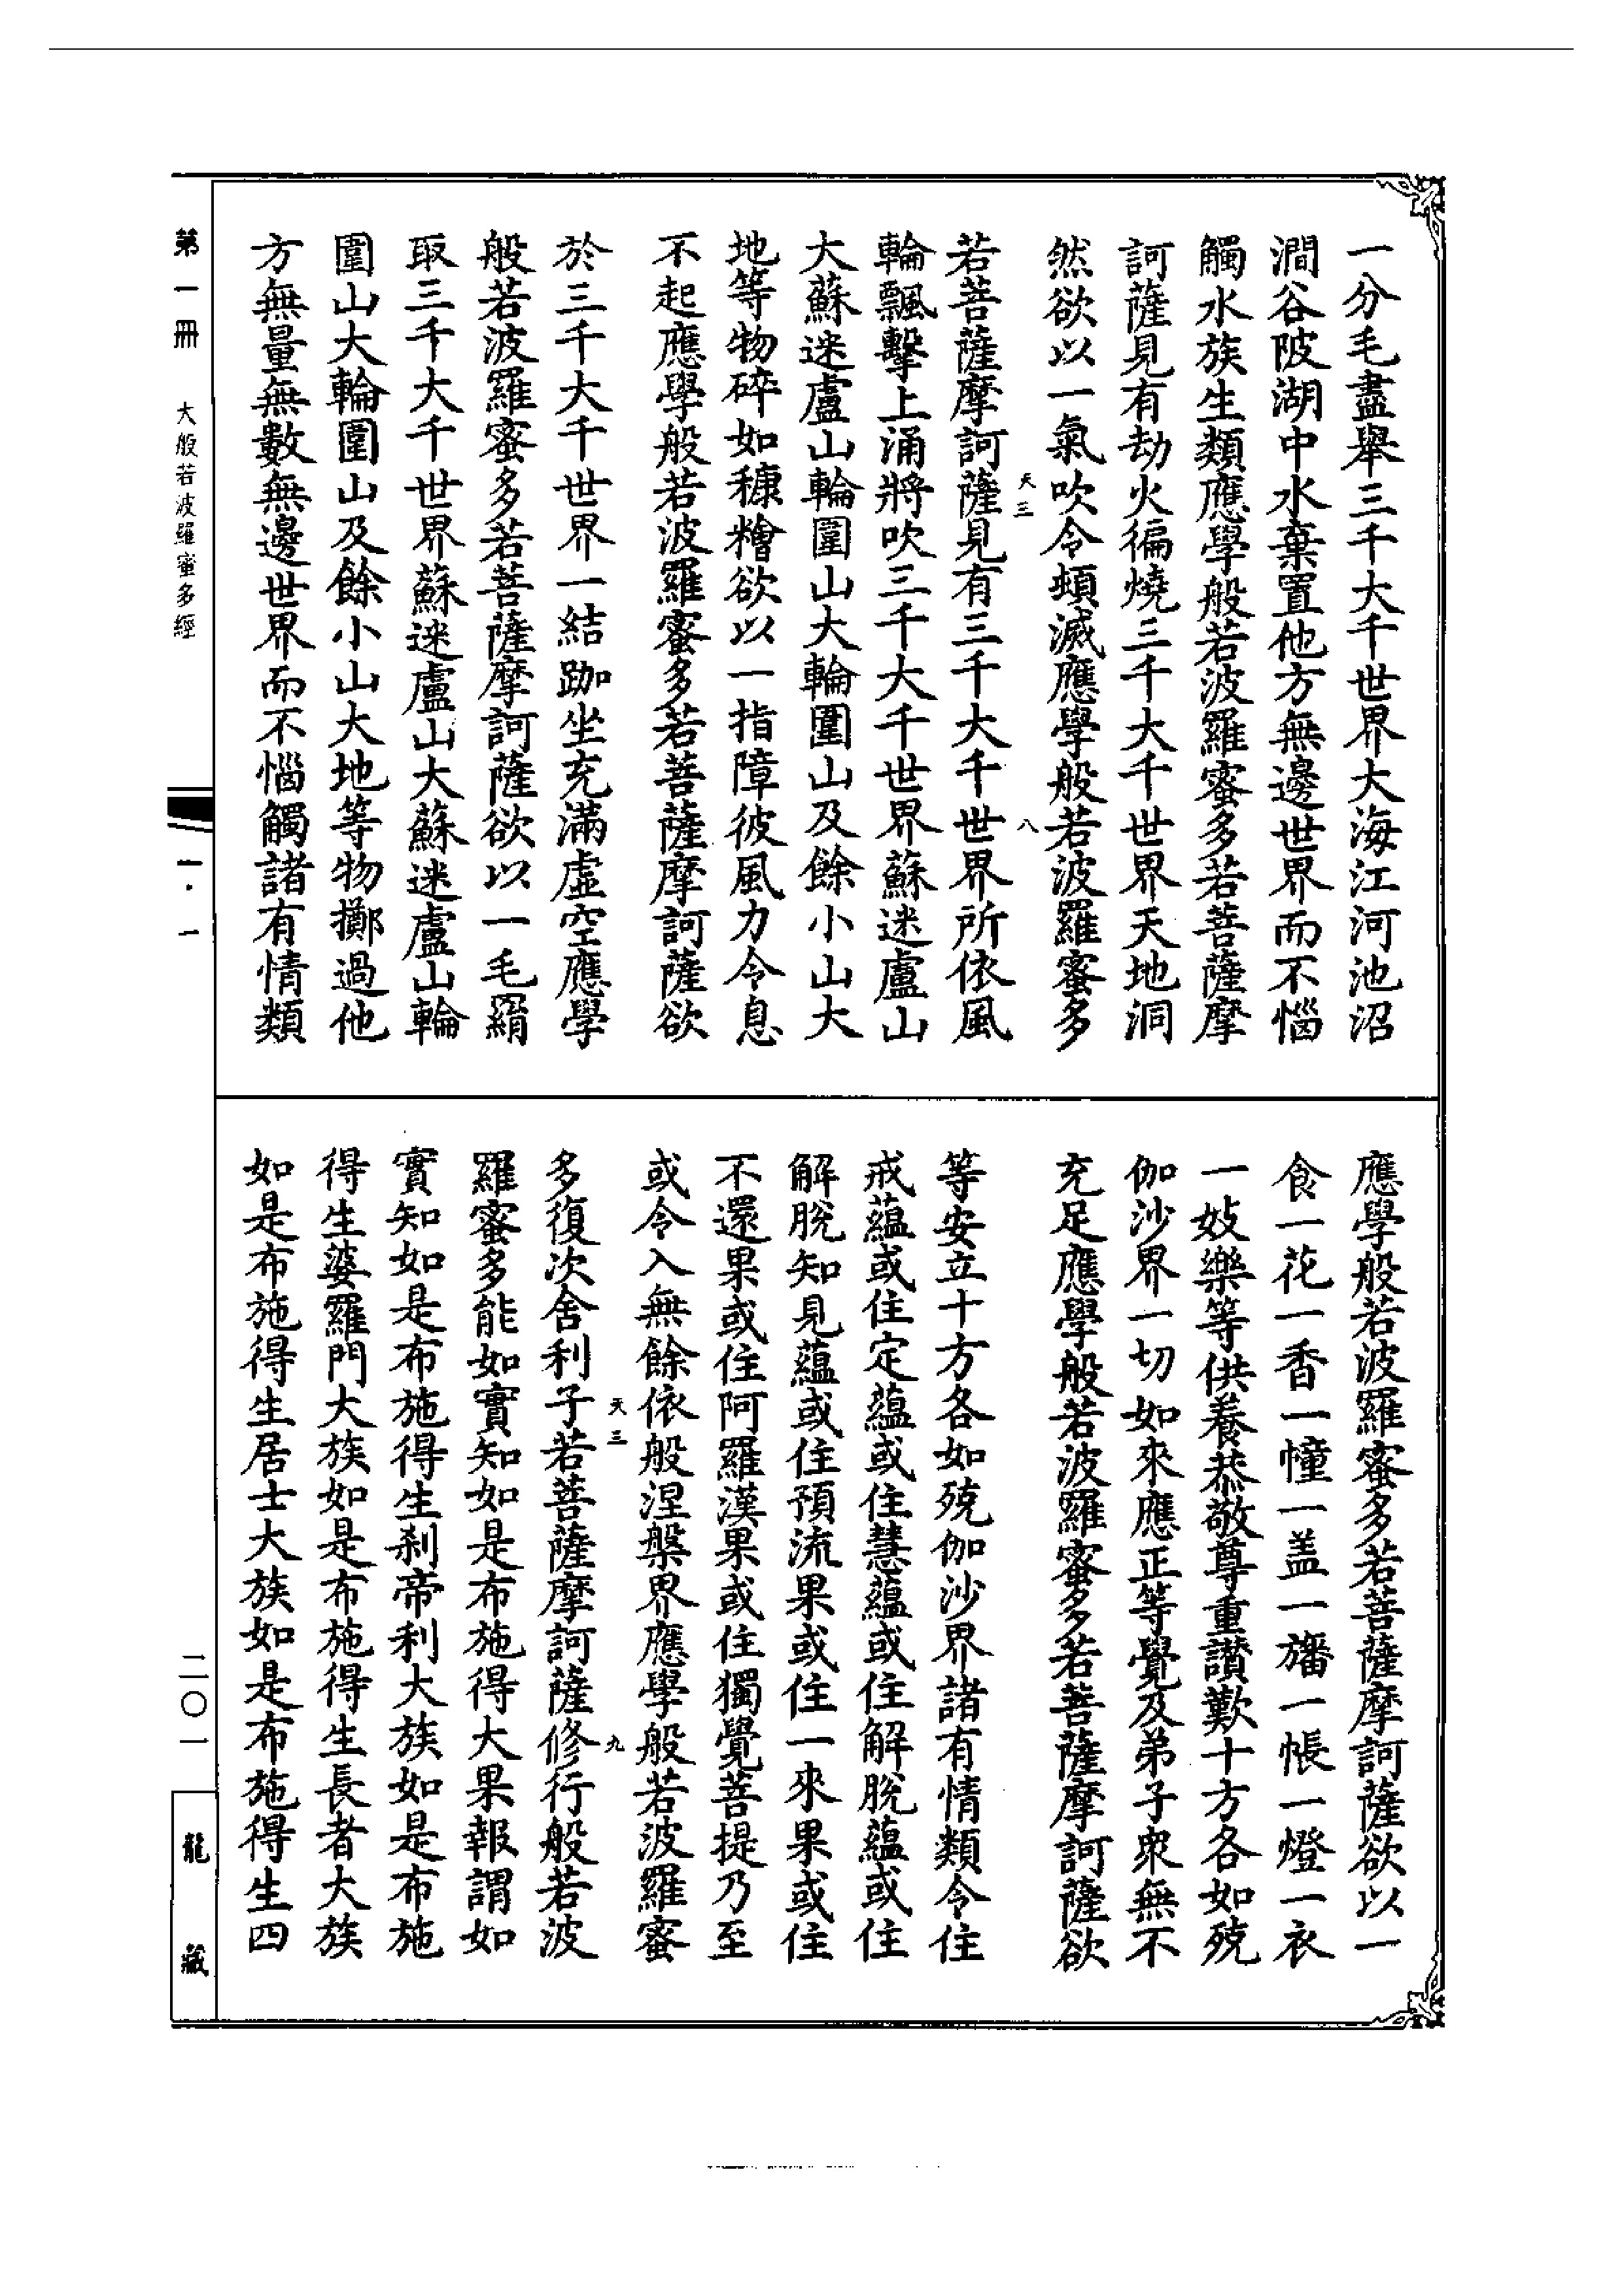 一分毛盡舉三千大千世界大海江河池沼
澗谷陂湖中水棄置他方無邊世界而不惱
觸水族生類應學般若波羅蜜多若菩薩摩
訶薩見有劫火徧燒三千大千世界天地洞
然欲以一氣吹令頓滅應學般若波羅蜜多
天三 八
若菩薩摩訶薩見有三千大千世界所依風
輪飄擊上涌將吹三千大千世界蘇迷盧山
大蘇迷盧山輪圍山大輪圍山及餘小山大
地等物碎如糠䊪欲以一指障彼風力令息
不起應學般若波羅蜜多若菩薩摩訶薩欲
於三千大千世界一結跏坐充滿虛空應學
般若波羅蜜多若菩薩摩訶薩欲以一毛羂
取三千大千世界蘇迷盧山大蘇迷盧山輪
圍山大輪圍山及餘小山大地等物擲過他
方無量無數無邊世界而不惱觸諸有情類
應學般若波羅蜜多若菩薩摩訶薩欲以一
食一花一香一幢一盖一旛一帳一燈一衣
一妓樂等供養恭敬尊重讃歎十方各如殑
伽沙界一切如來應正等覺及弟子衆無不
充足應學般若波羅蜜多若菩薩摩訶薩欲
等安立十方各如殑伽沙界諸有情類令住
戒蘊或住定蘊或住慧蘊或住解脫蘊或住
解脫知見蘊或住預流果或住一來果或住
不還果或住阿羅漢果或住獨覺菩提乃至
或令入無餘依般涅槃界應學般若波羅蜜
天三 九
多復次舍利子若菩薩摩訶薩修行般若波
羅蜜多能如實知如是布施得大果報謂如
實知如是布施得生刹帝利大族如是布施
得生婆羅門大族如是布施得生長者大族
如是布施得生居士大族如是布施得生四
第一冊 大般若波羅蜜多經
一·一
二〇一
龍藏